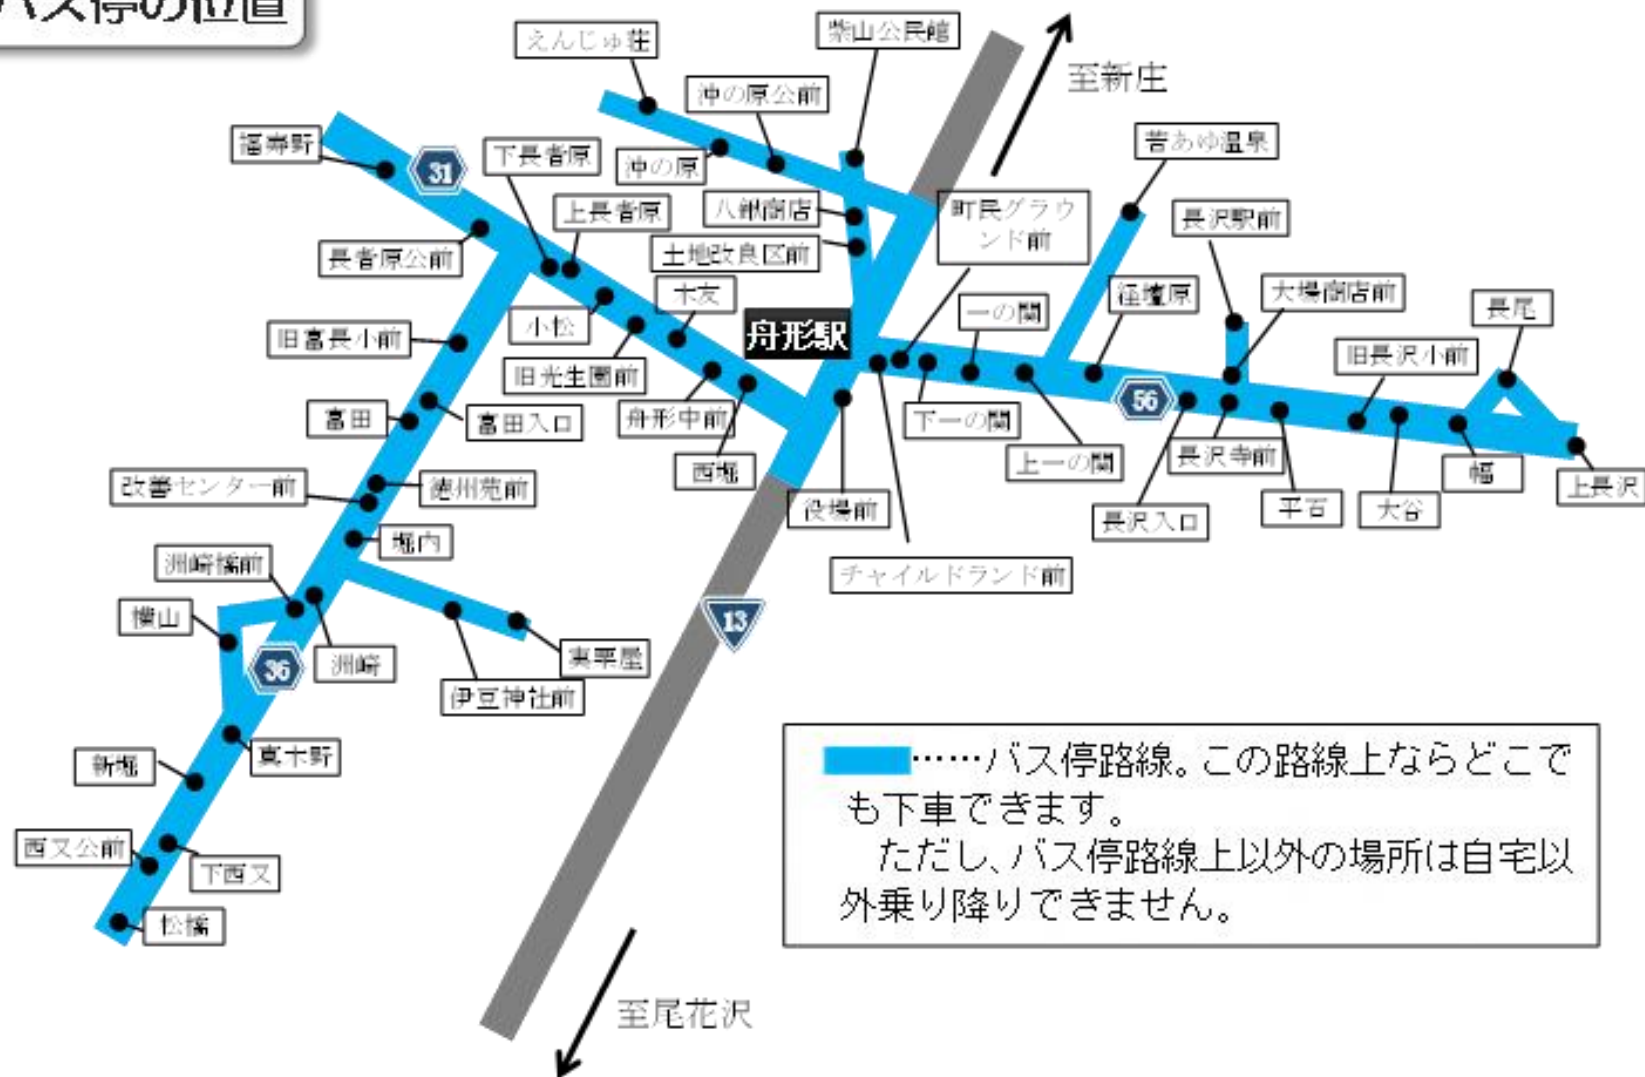 バス停の位置
えんじゅ荘
柴山公民館
至新庄
沖の原公前
福寿野
31
下長者原
沖の原
若あゆ温泉
上長者原
八鍬商店
町民グラウ
ンド前
長沢駅前
長者原公前
土地改良区前
木友
経壇原
大場商店前
小松
舟形駅
一の関
長尾
旧富長小前
旧光生園前
旧長沢小前
56
富田
富田入口
舟形中前
下一の関
西堀
上一の関
長沢寺前
幅
上長沢
改善センター前
徳州苑前
役場前
長沢入口
平石
大谷
堀内
洲崎橋前
チャイルドランド前
横山
13
36
洲崎
実栗屋
伊豆神社前
新堀
真木野
……バス停路線。この路線上ならどこで
も下車できます。
ただし、バス停路線上以外の場所は自宅以
外乗り降りできません。
西又公前
下西又
松橋
至尾花沢